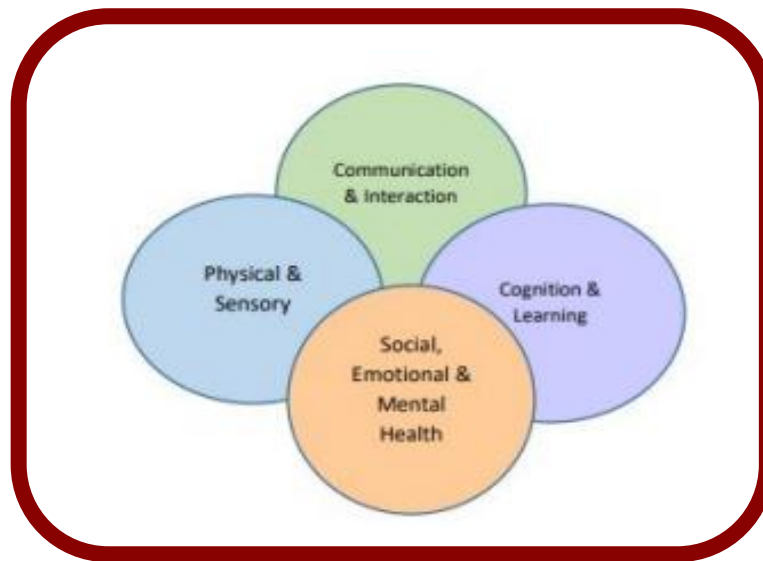 Communication
& Interaction
Physical &
Sensory
Cognition &
Learning
Social,
Emotional &
Mental
Health